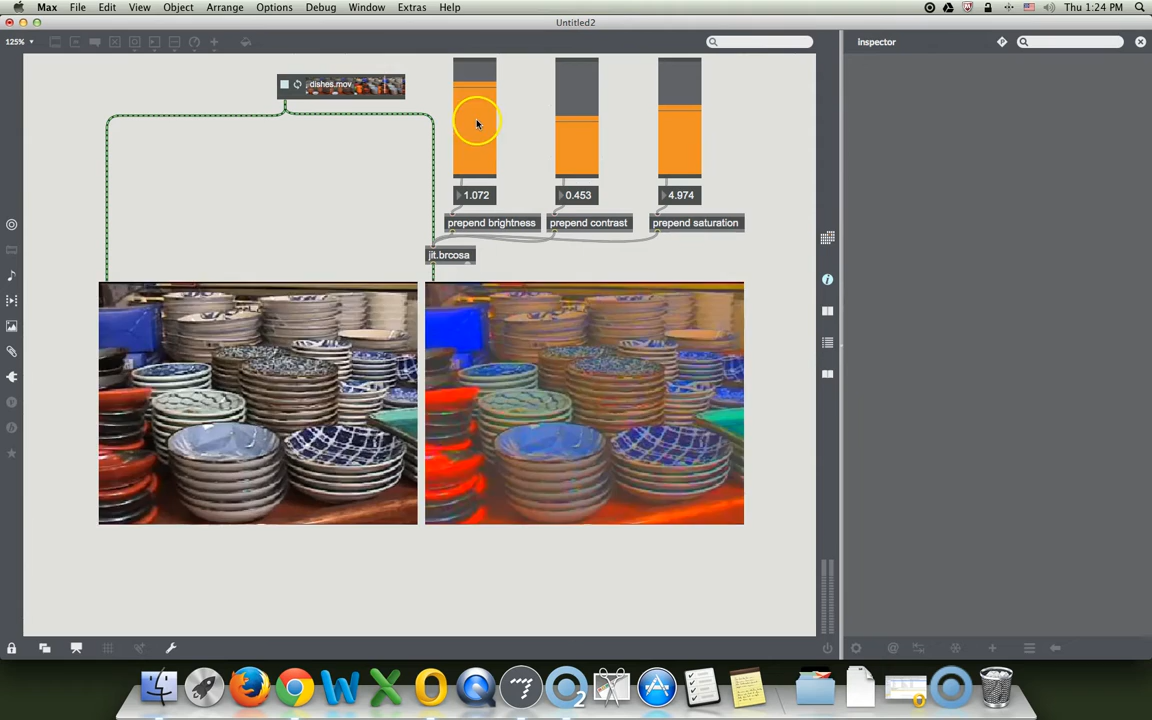 Max File Edit View Object Arrange Options Debug Window Extras Help Thu 1:24 PM
Untitled2
125%
inspector
dishes.mov
1.072 0.453 4.974
prepend brightness prepend contrast prepend saturation
jit.brcosa
2